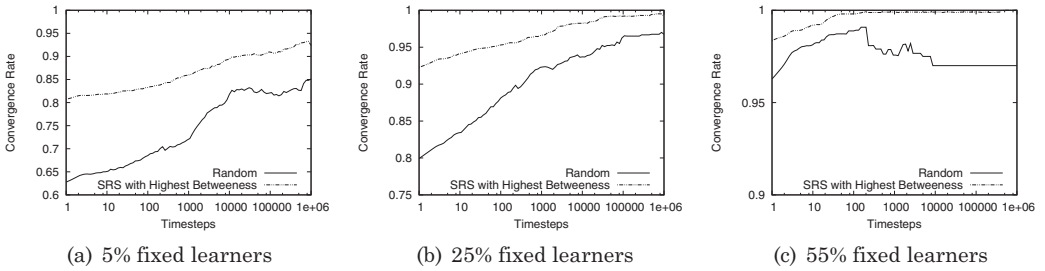 1
0.95
0.9
0.85
0.8
0.75
0.7
0.65
0.6
Convergence Rate
Random
SRS with Highest Betweeness
1 10 100 1000 10000 100000 1e+06
Timesteps
(a) 5% fixed learners
1
0.95
0.9
0.85
0.8
0.75
Convergence Rate
Random
SRS with Highest Betweeness
1 10 100 1000 10000 100000 1e+06
Timesteps
(b) 25% fixed learners
1
0.95
0.9
Convergence Rate
Random
SRS with Highest Betweeness
1 10 100 1000 10000 100000 1e+06
Timesteps
(c) 55% fixed learners